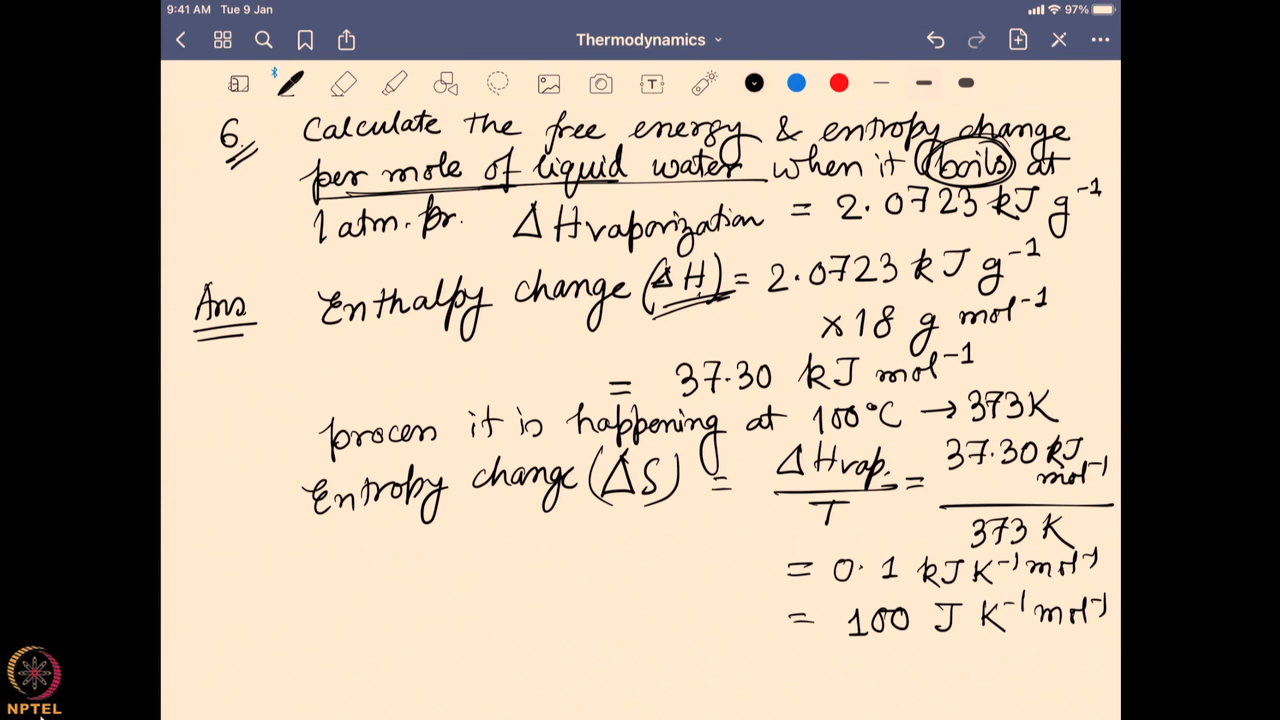 9:41 AM Tue 9 Jan 97%
Thermodynamics
T
6 Calculate the free energy & entropy change
per mole of liquid water when it boils at
1 atm. pr. Δ Hvaporization = 2.0723 kJ g⁻¹
Ans Enthalpy change (Δ H) = 2.0723 kJ g⁻¹
× 18 g mol⁻¹
= 37.30 kJ mol⁻¹
process it is happening at 100°C → 373K
Entropy change (ΔS) = Δ Hvap. / T = 37.30 kJ mol⁻¹ / 373 K
= 0.1 kJ K⁻¹ mol⁻¹
= 100 J K⁻¹ mol⁻¹
NPTEL